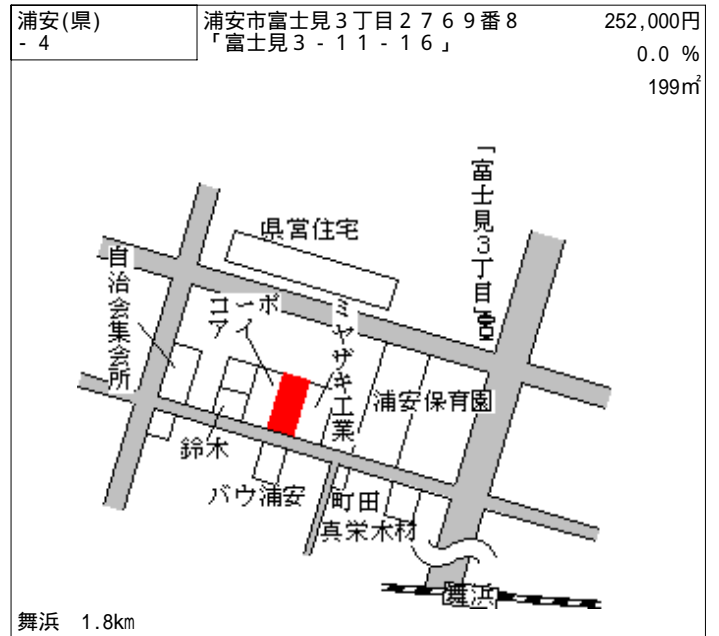 浦安(県)
- 4
浦安市富士見３丁目２７６９番８
「富士見３－１１－１６」
252,000円
0.0 %
199㎡
「富士見３丁目」
県営住宅
自治会集会所
コーポアイ
ミヤザキ工業
浦安保育園
鈴木
バウ浦安
町田
真栄木材
舞浜
舞浜 1.8km